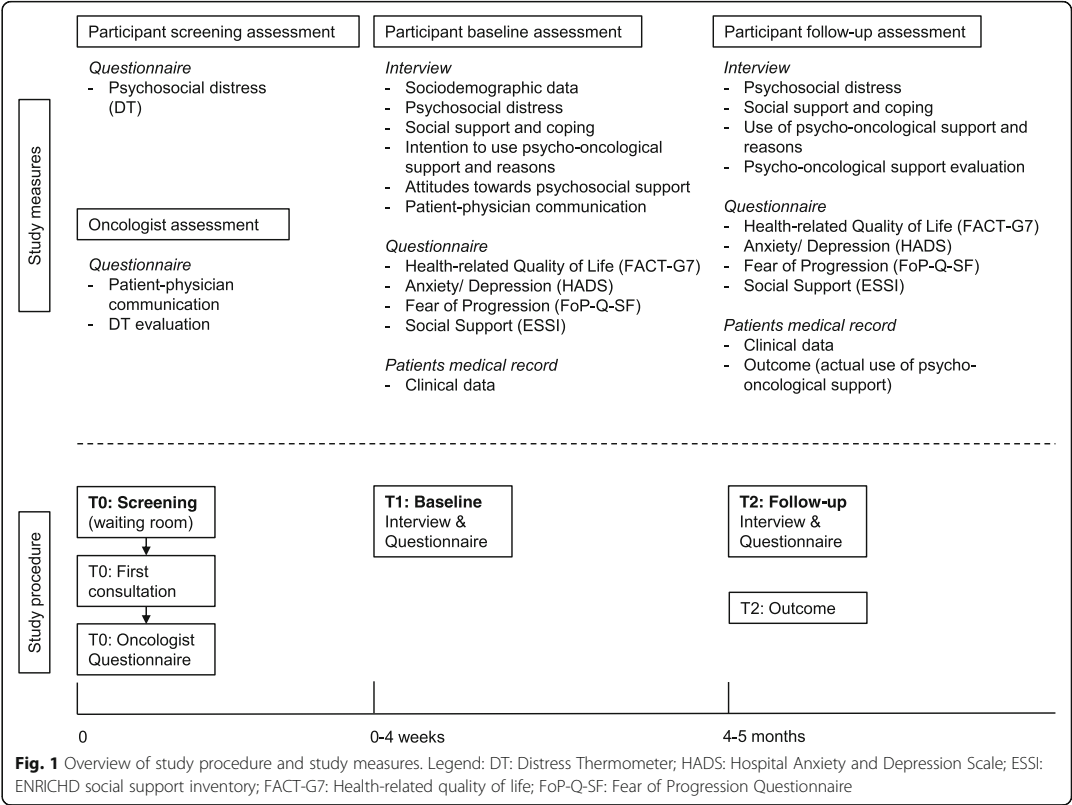 Study measures
Participant screening assessment
Questionnaire
- Psychosocial distress
(DT)
Oncologist assessment
Questionnaire
- Patient-physician
communication
- DT evaluation
Participant baseline assessment
Interview
- Sociodemographic data
- Psychosocial distress
- Social support and coping
- Intention to use psycho-oncological
support and reasons
- Attitudes towards psychosocial support
- Patient-physician communication
Questionnaire
- Health-related Quality of Life (FACT-G7)
- Anxiety/ Depression (HADS)
- Fear of Progression (FoP-Q-SF)
- Social Support (ESSI)
Patients medical record
- Clinical data
Participant follow-up assessment
Interview
- Psychosocial distress
- Social support and coping
- Use of psycho-oncological support and
reasons
- Psycho-oncological support evaluation
Questionnaire
- Health-related Quality of Life (FACT-G7)
- Anxiety/ Depression (HADS)
- Fear of Progression (FoP-Q-SF)
- Social Support (ESSI)
Patients medical record
- Clinical data
- Outcome (actual use of psycho-
oncological support)
Study procedure
T0: Screening
(waiting room)
T0: First
consultation
T0: Oncologist
Questionnaire
T1: Baseline
Interview &
Questionnaire
T2: Follow-up
Interview &
Questionnaire
T2: Outcome
0
0-4 weeks
4-5 months
Fig. 1 Overview of study procedure and study measures. Legend: DT: Distress Thermometer; HADS: Hospital Anxiety and Depression Scale; ESSI:
ENRICHD social support inventory; FACT-G7: Health-related quality of life; FoP-Q-SF: Fear of Progression Questionnaire